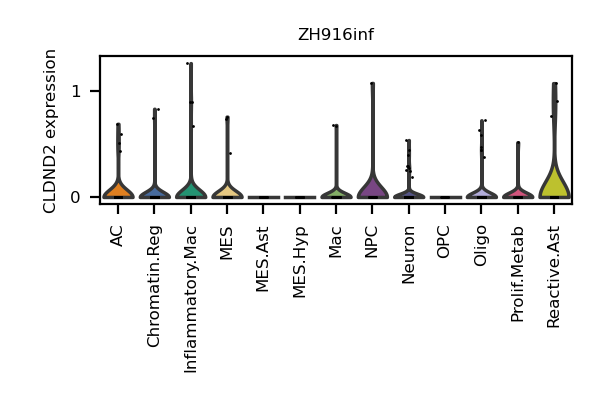 ZH916inf
CLDND2 expression
1
0
AC
Chromatin.Reg
Inflammatory.Mac
MES
MES.Ast
MES.Hyp
Mac
NPC
Neuron
OPC
Oligo
Prolif.Metab
Reactive.Ast